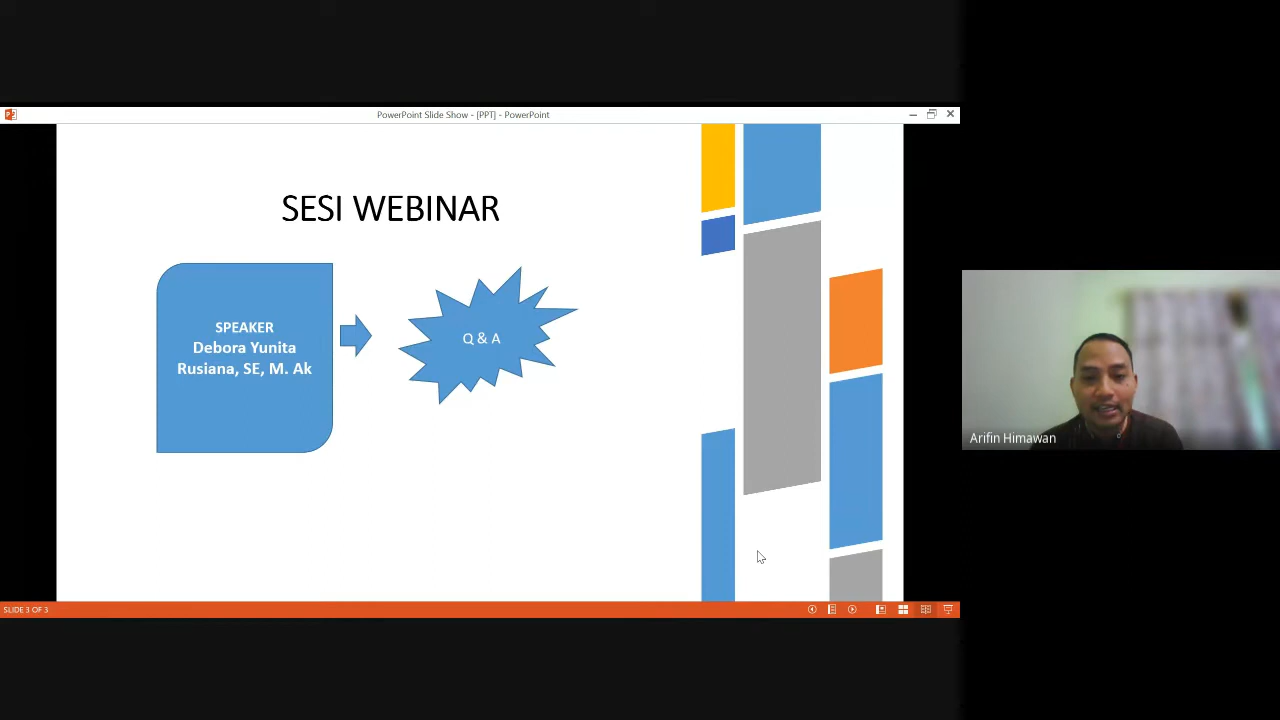 PowerPoint Slide Show - [PPT] - PowerPoint
SESI WEBINAR
SPEAKER
Debora Yunita
Rusiana, SE, M. Ak
Q & A
Arifin Himawan
SLIDE 3 OF 3